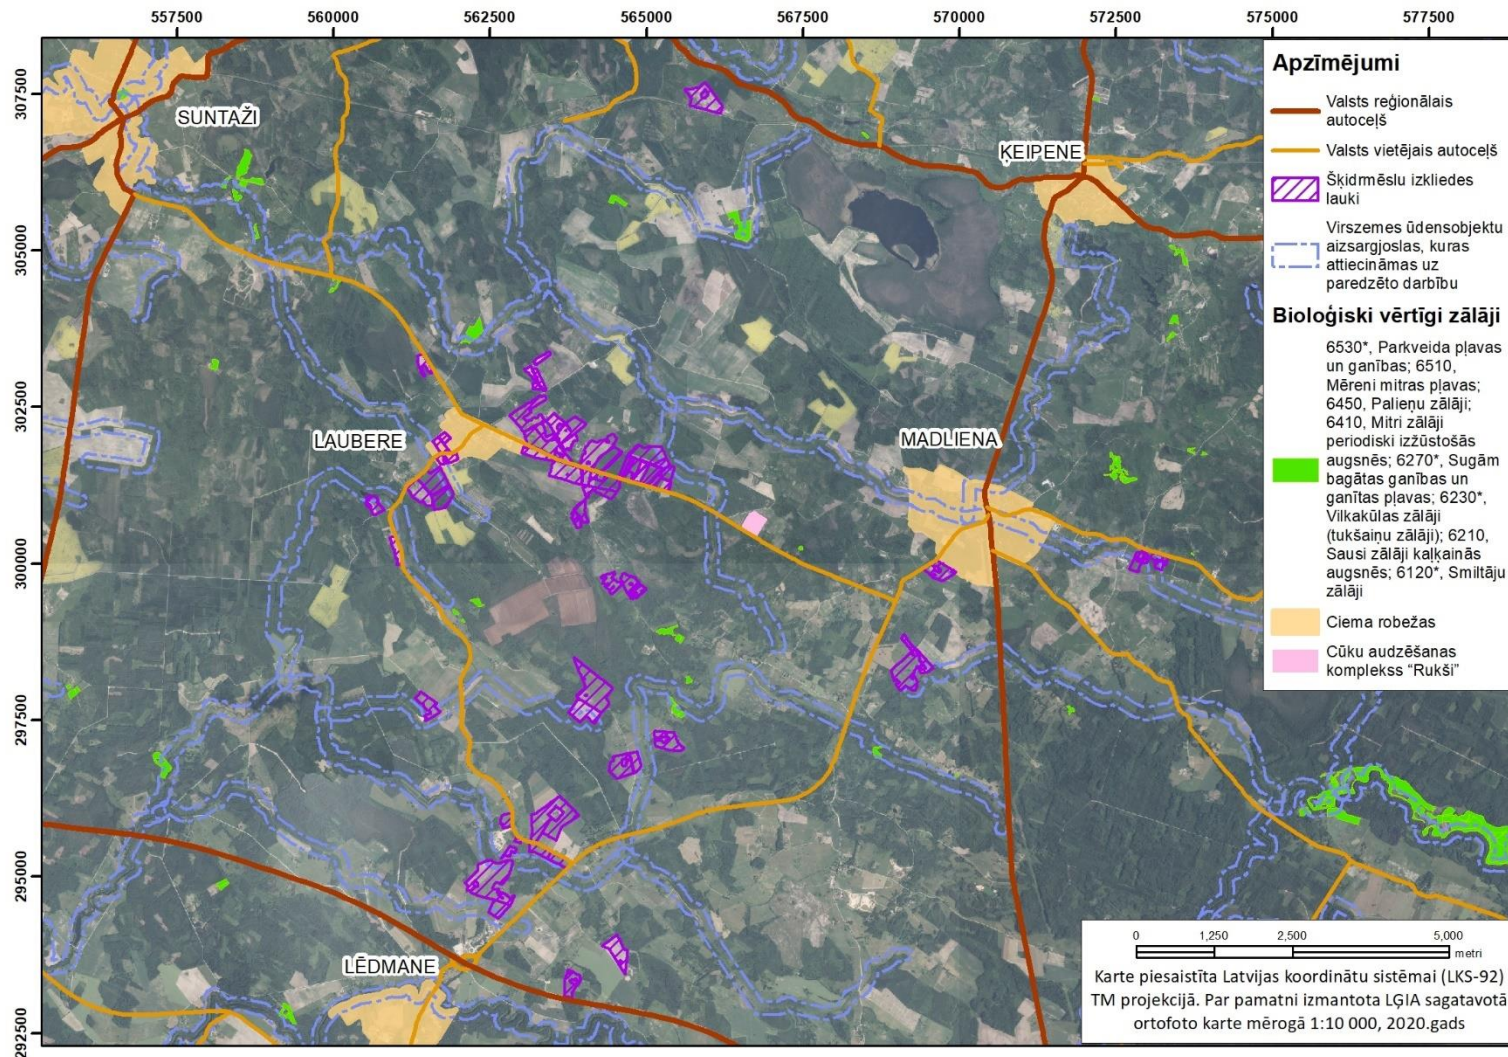 557500 560000 562500 565000 567500 570000 572500 575000 577500
307500
305000
302500
300000
297500
295000
292500
SUNTAŽI
ĶEIPENE
LAUBERE
MADLIENA
LĒDMANE
Apzīmējumi
Valsts reģionālais
autoceļš
Valsts vietējais autoceļš
Šķidrmēslu izkliedes
lauki
Virszemes ūdensobjektu
aizsargjoslas, kuras
attiecināmas uz
paredzēto darbību
Bioloģiski vērtīgi zālāji
6530*, Parkveida pļavas
un ganības; 6510,
Mēreni mitras pļavas;
6450, Palieņu zālāji;
6410, Mitri zālāji
periodiski izžūstošās
augsnēs; 6270*, Sugām
bagātas ganības un
ganītas pļavas; 6230*,
Vilkakūlas zālāji
(tukšaiņu zālāji); 6210,
Sausi zālāji kaļķainās
augsnēs; 6120*, Smiltāju
zālāji
Ciema robežas
Cūku audzēšanas
komplekss “Rukši”
0 1,250 2,500 5,000
metri
Karte piesaistīta Latvijas koordinātu sistēmai (LKS-92)
TM projekcijā. Par pamatni izmantota LĢIA sagatavotā
ortofoto karte mērogā 1:10 000, 2020.gads